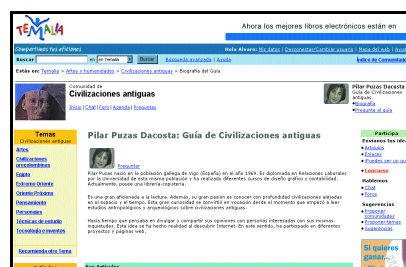 TEMALIA
Ahora los mejores libros electrónicos están en
Compartimos tus aficiones
Hola Alvaro: Mis datos | Desconectar/Cambiar usuario | Mapa del web | Ayuda
Buscar en en Temalia Buscar Búsqueda avanzada | Ayuda
Índice de Comunidade
Estás en: Temalia > Artes y humanidades > Civilizaciones antiguas > Biografía del Guía
Comunidad de
Civilizaciones antiguas
Inicio | Chat | Foro | Agenda | Preguntas
Pilar Puzas Dacosta
Guía de Civilizaciones
antiguas
Biografía
Pregunta al guía
Temas
Civilizaciones antiguas
Artes
Civilizaciones
precolombinas
Egipto
Extremo Oriente
Oriente Próximo
Pensamiento
Personajes
Técnicas de estudio
Tecnología e inventos
Recomienda otro Tema
Pilar Puzas Dacosta: Guía de Civilizaciones antiguas
Preguntar
Pilar Puzas nació en la población gallega de Vigo (España) en el año 1969. Es diplomada en Relaciones Laborales
por la Universidad de esta misma población y ha realizado diferentes cursos de diseño gráfico y contabilidad.
Actualmente, posee una librería-copistería.
Es una gran aficionada a la lectura. Además, su gran pasión es conocer con profundidad civilizaciones alejadas
en el espacio y el tiempo. Esta gran curiosidad se convirtió en vocación desde el momento que empezó a leer
estudios antropológicos y arqueológicos sobre civilizaciones antiguas.
Hacía tiempo que pensaba en divulgar y compartir sus opiniones con personas interesadas con sus mismas
inquietudes. Esta idea se ha hecho realidad al descubrir Internet. En este sentido, ha participado en diferentes
proyectos y páginas web.
Participa
Envíanos tus ide
Artículos
Enlaces
¡Puedes ser un gu
Concurso
Hablemos
Chat
Foros
Sugerencias
Proponer
comunidades
Proponer temas
Sugerencias
Si quieres
ganar...